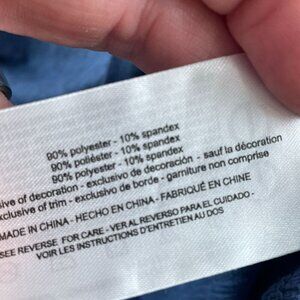 90% polyester - 10% spandex
90% poliéster - 10% spandex
90% polyester - 10% spandex
of decoration - exclusivo de decoración - sauf la décoration
exclusive of trim - exclusivo de borde - garniture non comprise
MADE IN CHINA - HECHO EN CHINA - FABRIQUÉ EN CHINE
SEE REVERSE FOR CARE - VER AL REVERSO PARA EL CUIDADO -
VOIR LES INSTRUCTIONS D'ENTRETIEN AU DOS